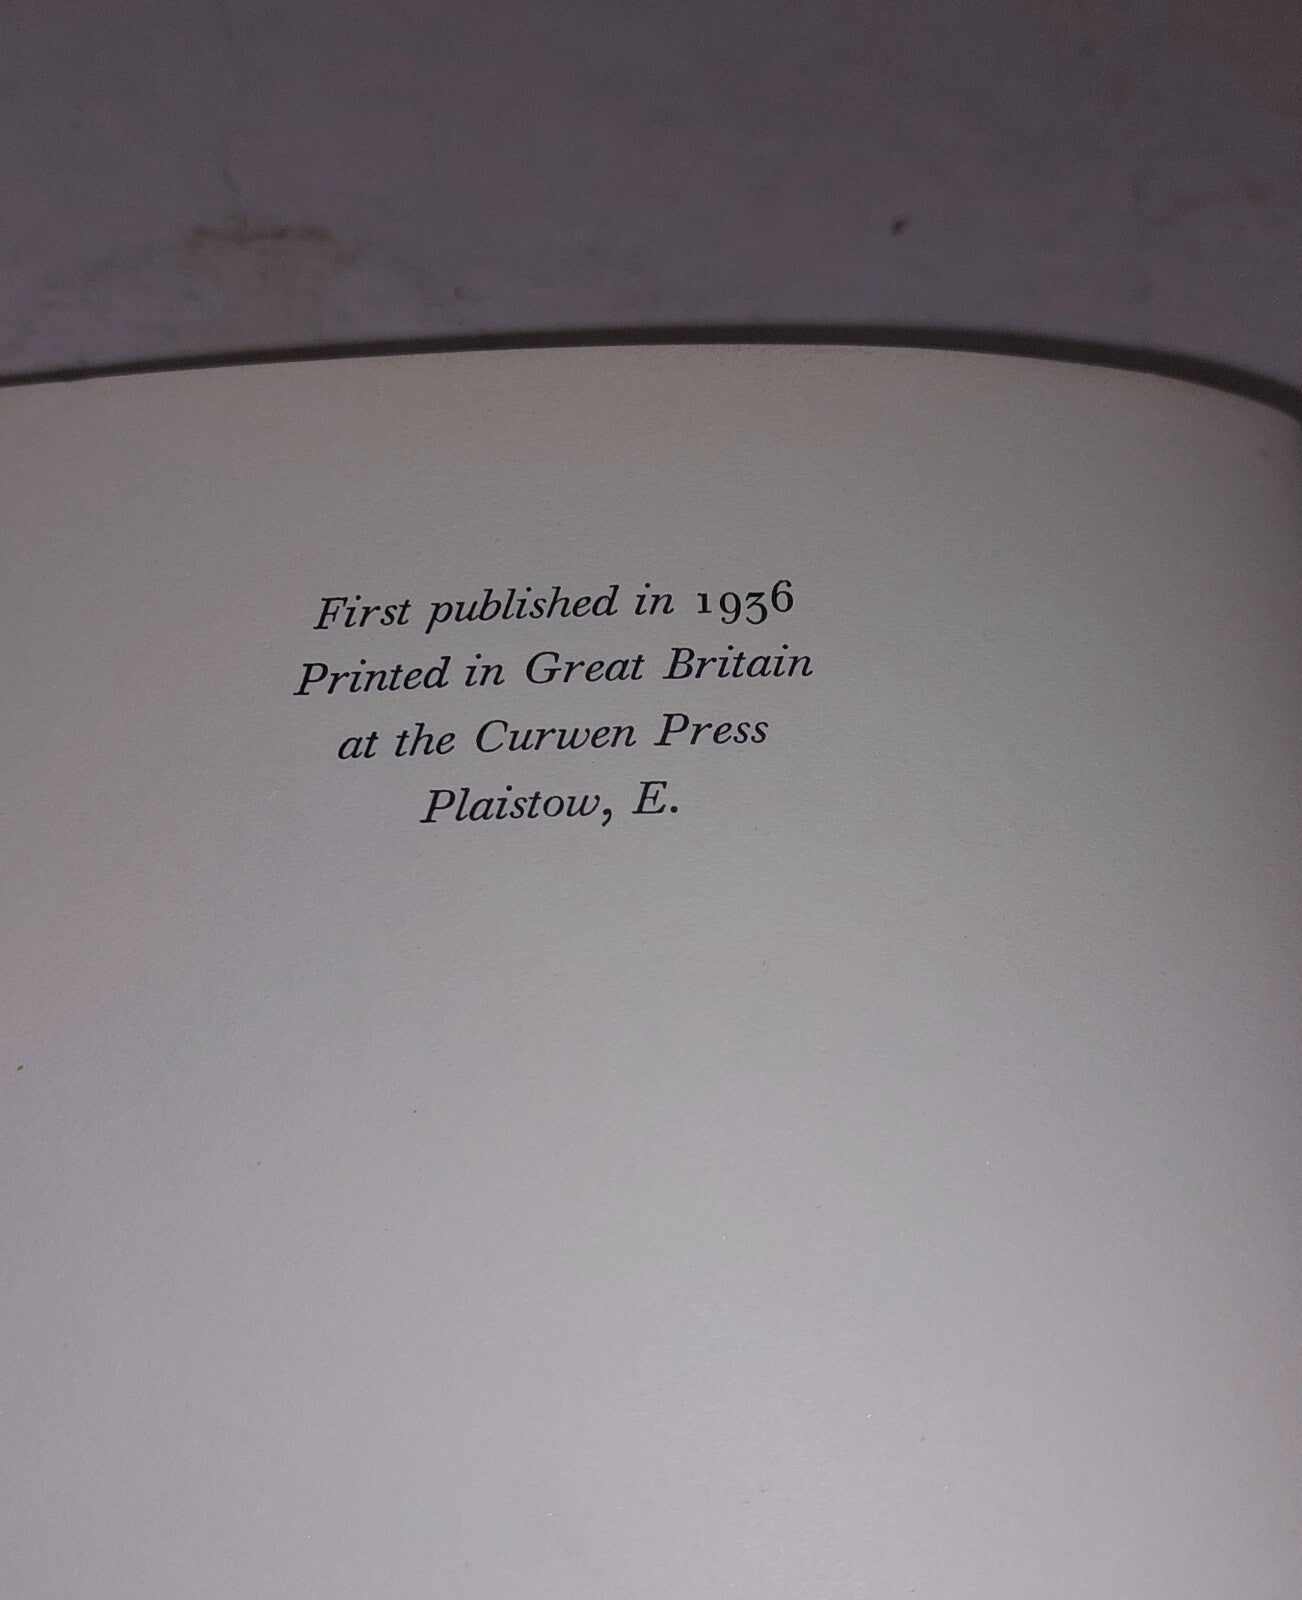 First published in 1936
Printed in Great Britain
at the Curwen Press
Plaistow, E.